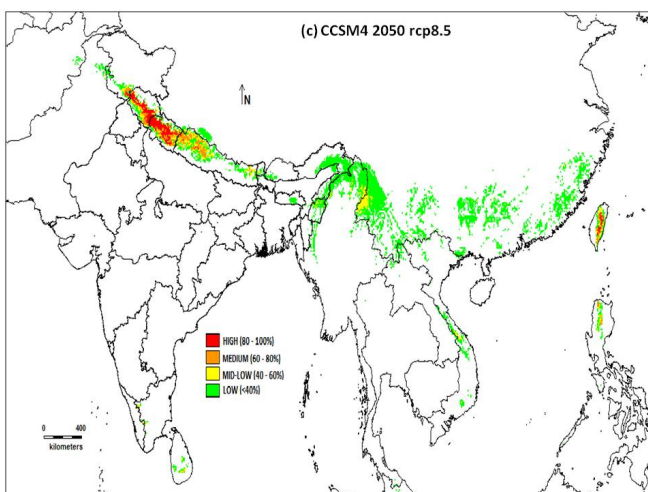 (c) CCSM4 2050 rcp8.5
N
HIGH (80 - 100%)
MEDIUM (60 - 80%)
MID-LOW (40 - 60%)
LOW (<40%)
0 400
kilometers